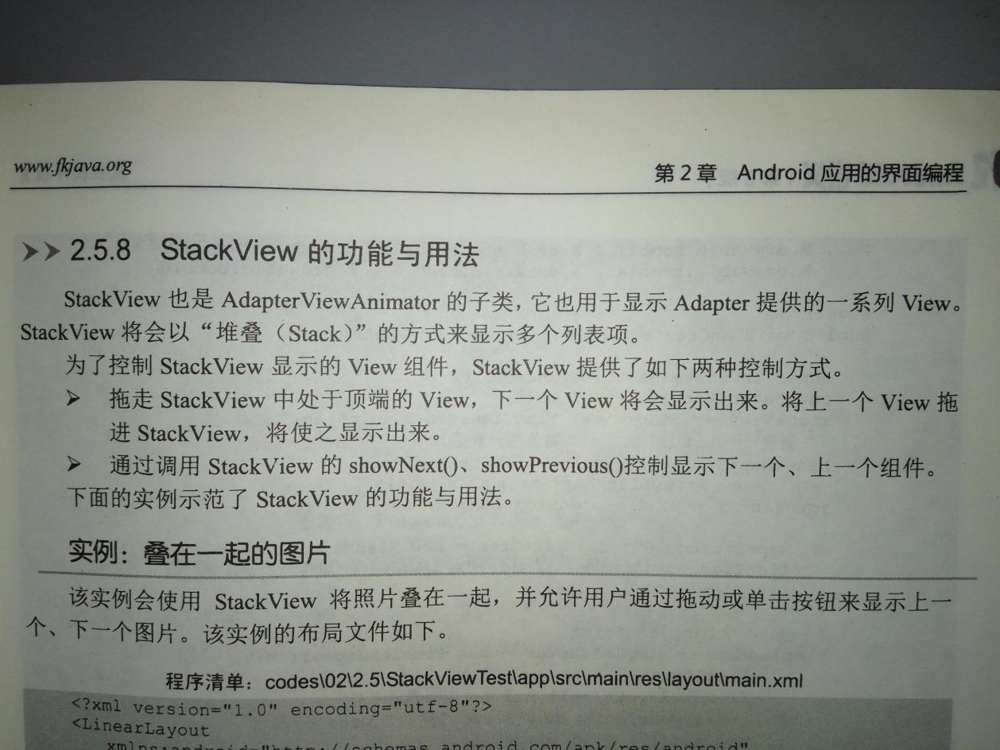 www.fkjava.org
第 2 章 Android 应用的界面编程
2.5.8 StackView 的功能与用法
StackView 也是 AdapterViewAnimator 的子类,它也用于显示 Adapter 提供的一系列 View。
StackView 将会以“堆叠（Stack）”的方式来显示多个列表项。
为了控制 StackView 显示的 View 组件，StackView 提供了如下两种控制方式。
➢ 拖走 StackView 中处于顶端的 View，下一个 View 将会显示出来。将上一个 View 拖
进 StackView，将使之显示出来。
➢ 通过调用 StackView 的 showNext()、showPrevious()控制显示下一个、上一个组件。
下面的实例示范了 StackView 的功能与用法。
实例：叠在一起的图片
该实例会使用 StackView 将照片叠在一起，并允许用户通过拖动或单击按钮来显示上一
个、下一个图片。该实例的布局文件如下。
程序清单：codes\02\2.5\StackViewTest\app\src\main\res\layout\main.xml
<?xml version="1.0" encoding="utf-8"?>
<LinearLayout
xmlns:android="http://schemas.android.com/apk/res/android"